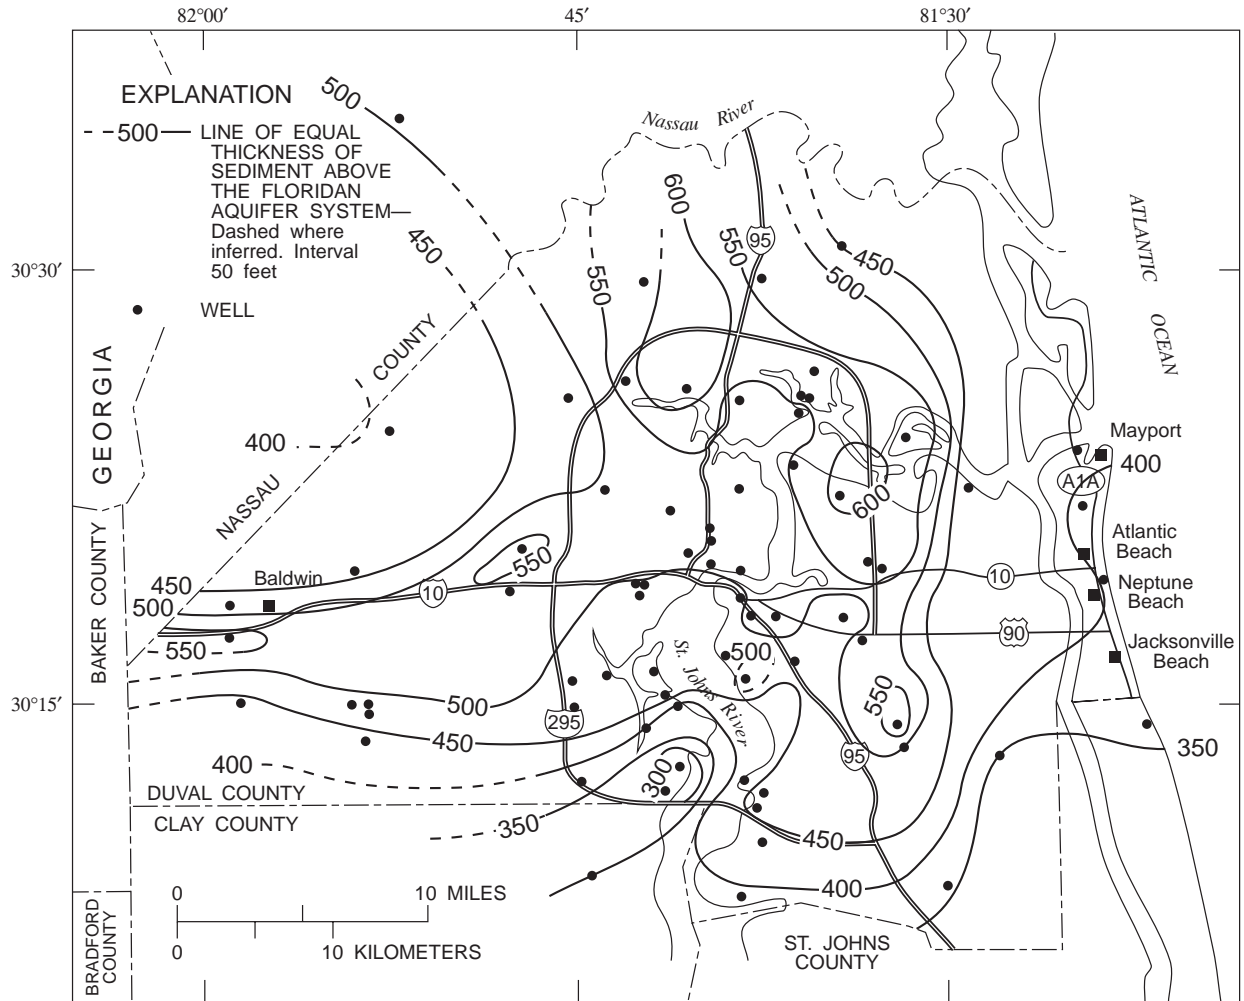 82°00′ 45′ 81°30′
EXPLANATION
500 LINE OF EQUAL
THICKNESS OF
SEDIMENT ABOVE
THE FLORIDAN
AQUIFER SYSTEM—
Dashed where
inferred. Interval
50 feet
WELL
500
450
Nassau River
600
550
550
95
450
500
ATLANTIC OCEAN
30°30′
GEORGIA
NASSAU COUNTY
400
Mayport
400
A1A
600
Atlantic
Beach
550
10
Neptune
Beach
450
Baldwin
500
10
BAKER COUNTY
550
90
Jacksonville
Beach
500
St. Johns River
550
30°15′
500
295
450
95
350
400
300
DUVAL COUNTY
CLAY COUNTY
350
450
400
0 10 MILES
0 10 KILOMETERS
BRADFORD
COUNTY
ST. JOHNS
COUNTY